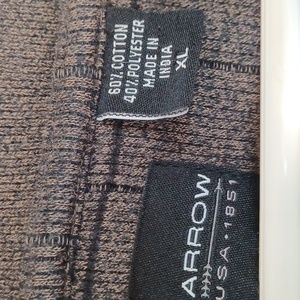 60% COTTON
40% POLYESTER
MADE IN
INDIA
XL
ARROW
USA • 1851